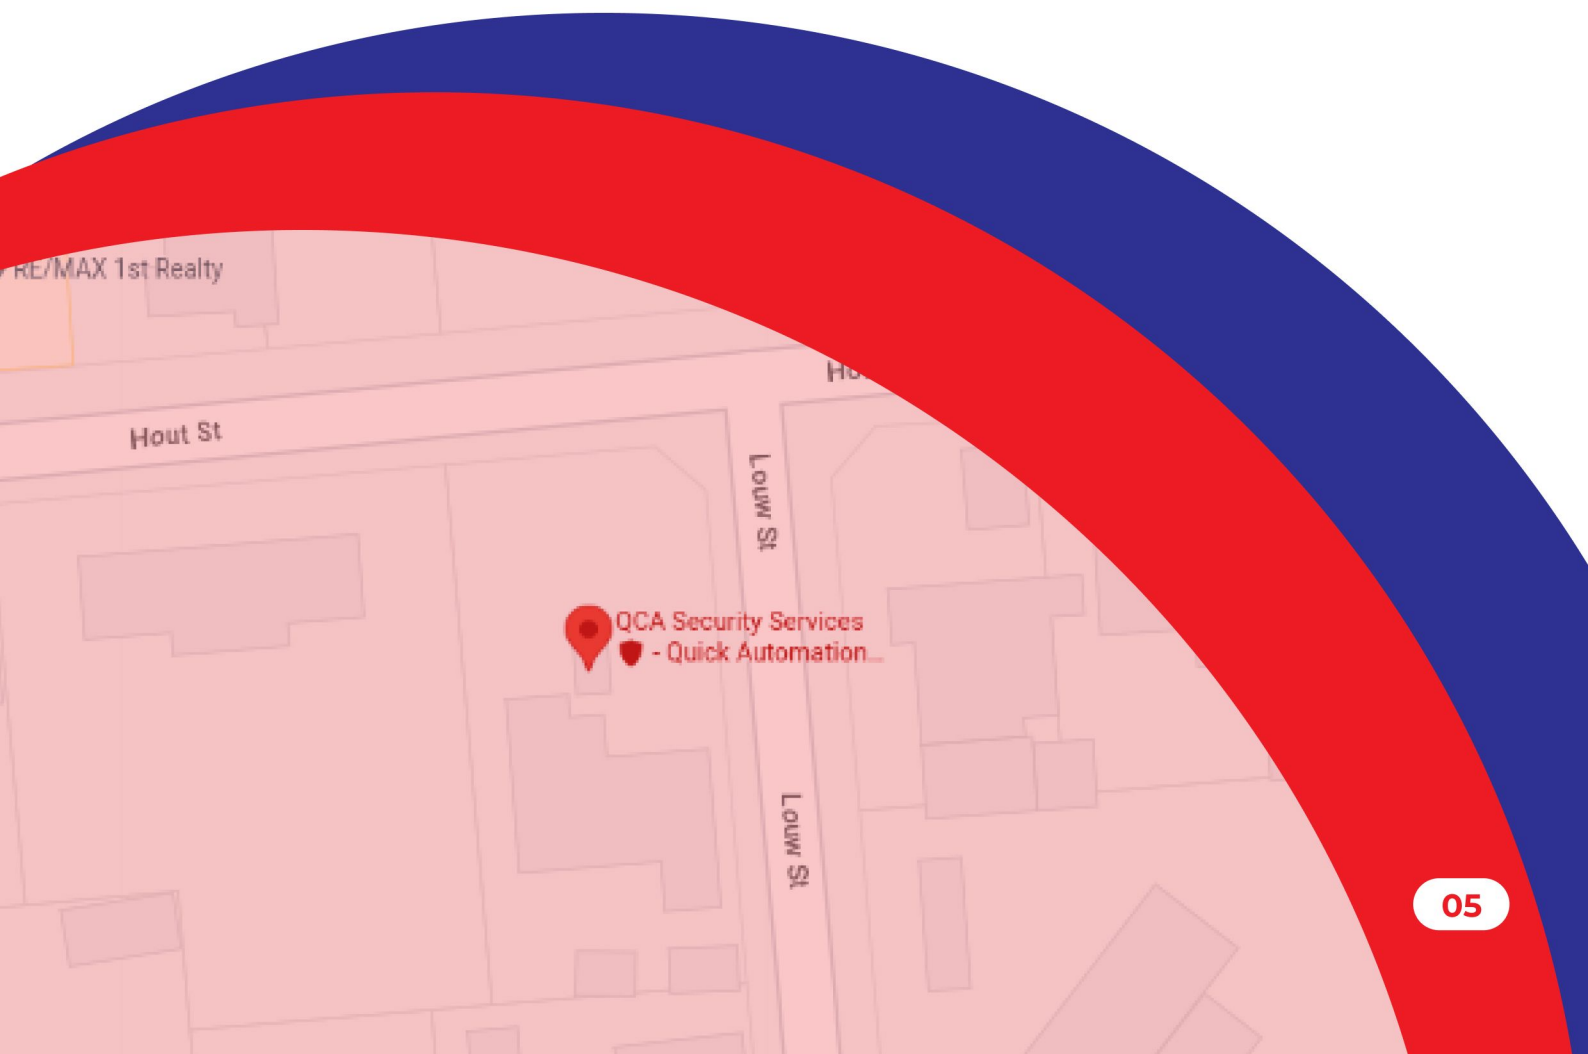 RE/MAX 1st Realty
Hout St
Louw St
QCA Security Services
- Quick Automation...
Louw St
05